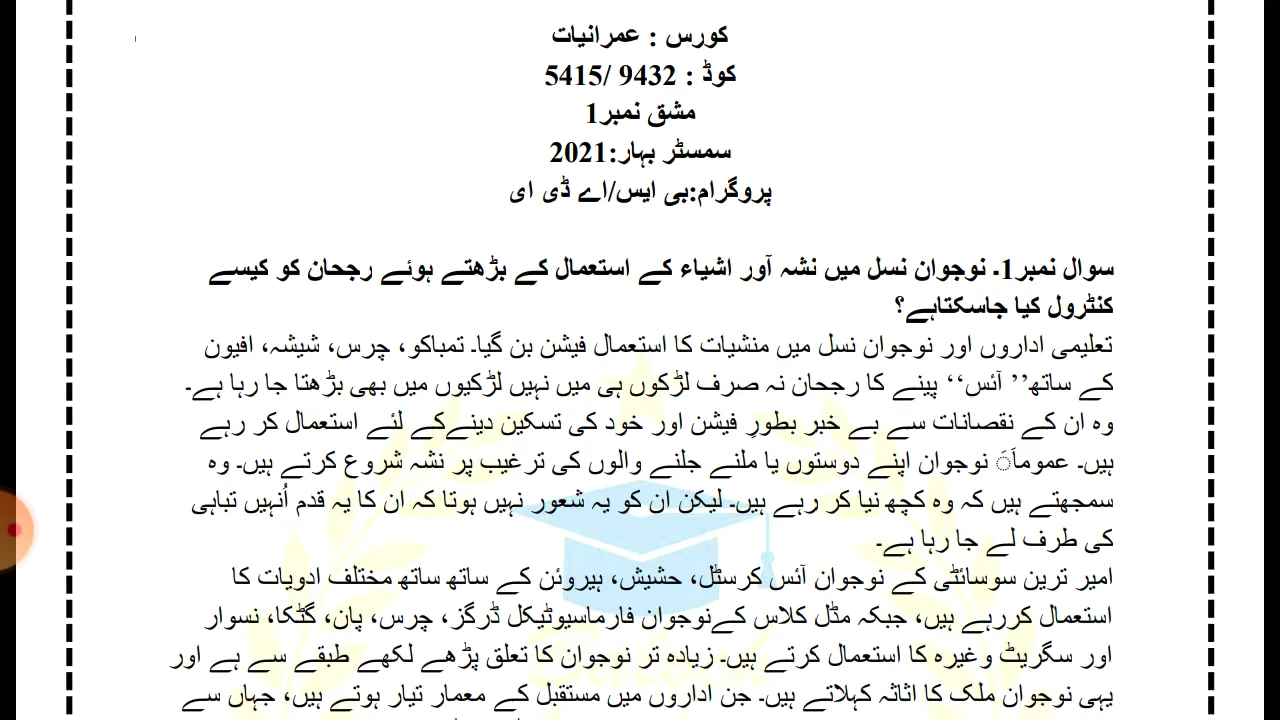 کورس : عمرانیات
کوڈ : 9432 /5415
مشق نمبر1
سمسٹر بہار:2021
پروگرام:بی ایس/اے ڈی ای
سوال نمبر1۔ نوجوان نسل میں نشہ آور اشیاء کے استعمال کے بڑھتے ہوئے رجحان کو کیسے
کنٹرول کیا جاسکتاہے؟
تعلیمی اداروں اور نوجوان نسل میں منشیات کا استعمال فیشن بن گیا۔ تمباکو، چرس، شیشہ، افیون
کے ساتھ’’ آئس‘‘ پینے کا رجحان نہ صرف لڑکوں ہی میں نہیں لڑکیوں میں بھی بڑھتا جا رہا ہے۔
وہ ان کے نقصانات سے بے خبر بطورِ فیشن اور خود کی تسکین دینےکے لئے استعمال کر رہے
ہیں۔ عموماََ نوجوان اپنے دوستوں یا ملنے جلنے والوں کی ترغیب پر نشہ شروع کرتے ہیں۔ وہ
سمجھتے ہیں کہ وہ کچھ نیا کر رہے ہیں۔ لیکن ان کو یہ شعور نہیں ہوتا کہ ان کا یہ قدم اُنہیں تباہی
کی طرف لے جا رہا ہے۔
امیر ترین سوسائٹی کے نوجوان آئس کرسٹل، حشیش، ہیروئن کے ساتھ ساتھ مختلف ادویات کا
استعمال کررہے ہیں، جبکہ مڈل کلاس کےنوجوان فارماسیوٹیکل ڈرگز، چرس، پان، گٹکا، نسوار
اور سگریٹ وغیرہ کا استعمال کرتے ہیں۔ زیادہ تر نوجوان کا تعلق پڑھے لکھے طبقے سے ہے اور
یہی نوجوان ملک کا اثاثہ کہلاتے ہیں۔ جن اداروں میں مستقبل کے معمار تیار ہوتے ہیں، جہاں سے